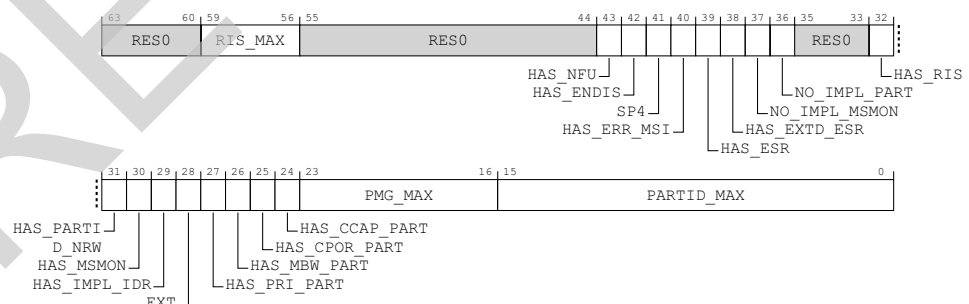 63 60 59 56 55 44 43 42 41 40 39 38 37 36 35 33 32
RES0 RIS_MAX RES0 RES0
HAS_NFU HAS_RIS
HAS_ENDIS NO_IMPL_PART
SP4 NO_IMPL_MSMON
HAS_ERR_MSI HAS_EXTD_ESR
HAS_ESR
31 30 29 28 27 26 25 24 23 16 15 0
PMG_MAX PARTID_MAX
HAS_PARTI HAS_CCAP_PART
D_NRW HAS_CPOR_PART
HAS_MSMON HAS_MBW_PART
HAS_IMPL_IDR HAS_PRI_PART
EXT